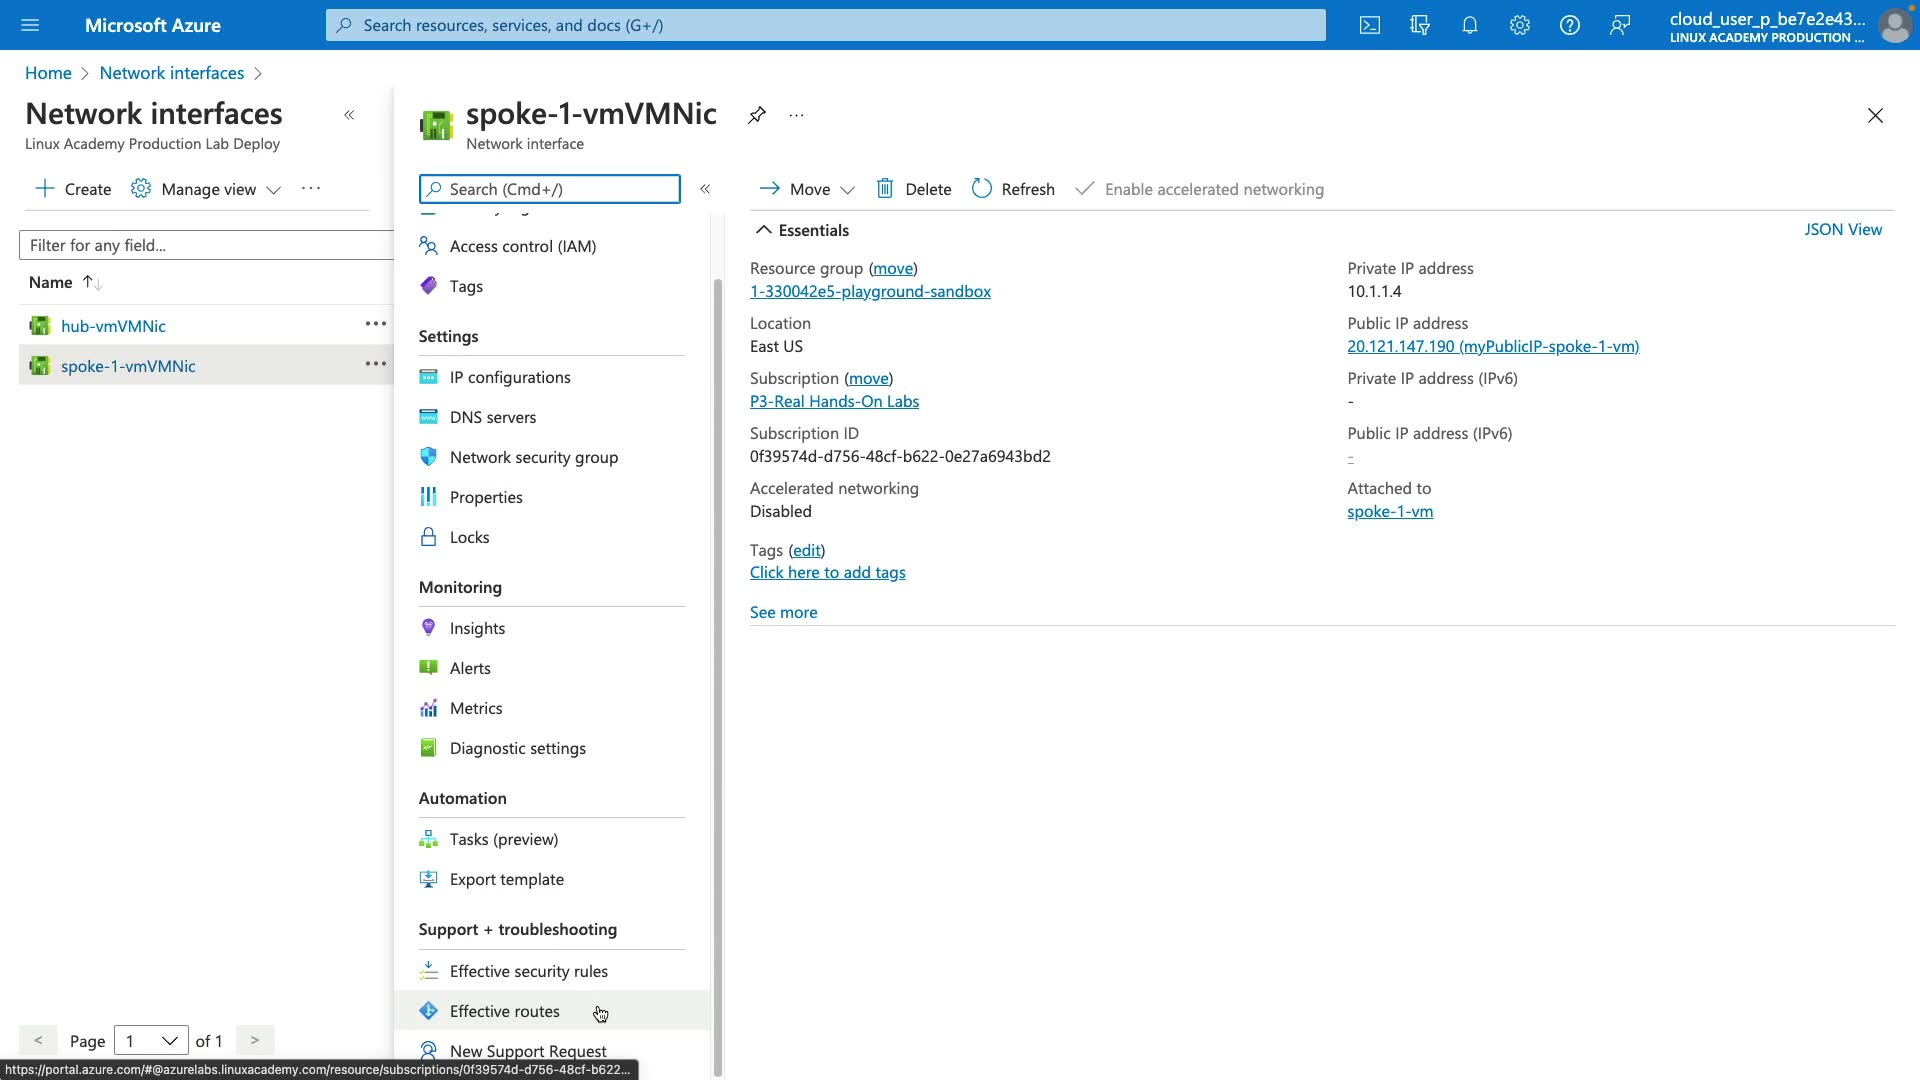 Microsoft Azure
Search resources, services, and docs (G+/)
cloud_user_p_be7e2e43...
LINUX ACADEMY PRODUCTION ...
Home > Network interfaces >
Network interfaces
Linux Academy Production Lab Deploy
«
Create
Manage view
...
Filter for any field...
Name ↑↓
hub-vmVMNic
...
spoke-1-vmVMNic
...
< Page 1 of 1 >
spoke-1-vmVMNic
...
Network interface
Search (Cmd+/)
«
Access control (IAM)
Tags
Settings
IP configurations
DNS servers
Network security group
Properties
Locks
Monitoring
Insights
Alerts
Metrics
Diagnostic settings
Automation
Tasks (preview)
Export template
Support + troubleshooting
Effective security rules
Effective routes
New Support Request
Move
Delete
Refresh
Enable accelerated networking
Essentials
JSON View
Resource group (move)
1-330042e5-playground-sandbox
Location
East US
Subscription (move)
P3-Real Hands-On Labs
Subscription ID
0f39574d-d756-48cf-b622-0e27a6943bd2
Accelerated networking
Disabled
Tags (edit)
Click here to add tags
See more
Private IP address
10.1.1.4
Public IP address
20.121.147.190 (myPublicIP-spoke-1-vm)
Private IP address (IPv6)
-
Public IP address (IPv6)
-
Attached to
spoke-1-vm
https://portal.azure.com/#@azurelabs.linuxacademy.com/resource/subscriptions/0f39574d-d756-48cf-b622...